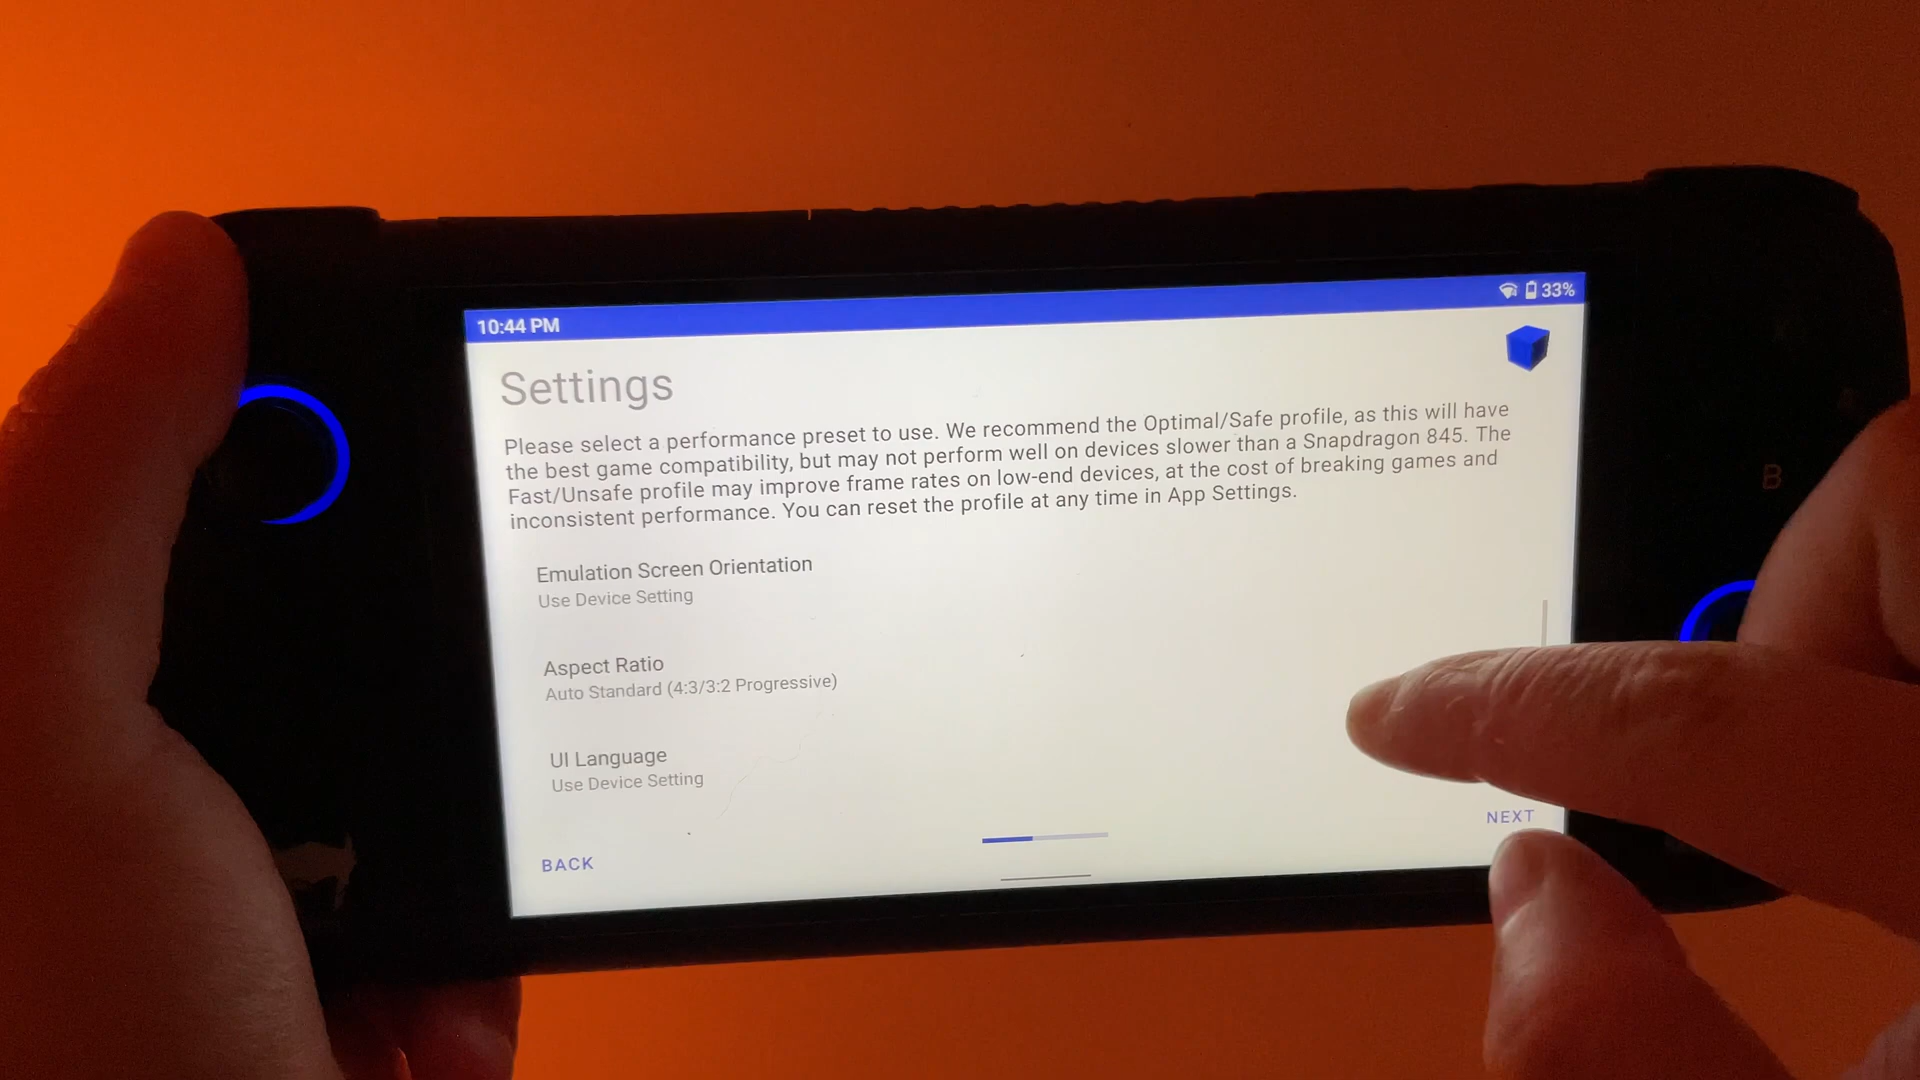 10:44 PM
33%
Settings
Please select a performance preset to use. We recommend the Optimal/Safe profile, as this will have
the best game compatibility, but may not perform well on devices slower than a Snapdragon 845. The
Fast/Unsafe profile may improve frame rates on low-end devices, at the cost of breaking games and
inconsistent performance. You can reset the profile at any time in App Settings.
Emulation Screen Orientation
Use Device Setting
Aspect Ratio
Auto Standard (4:3/3:2 Progressive)
UI Language
Use Device Setting
BACK
NEXT
B